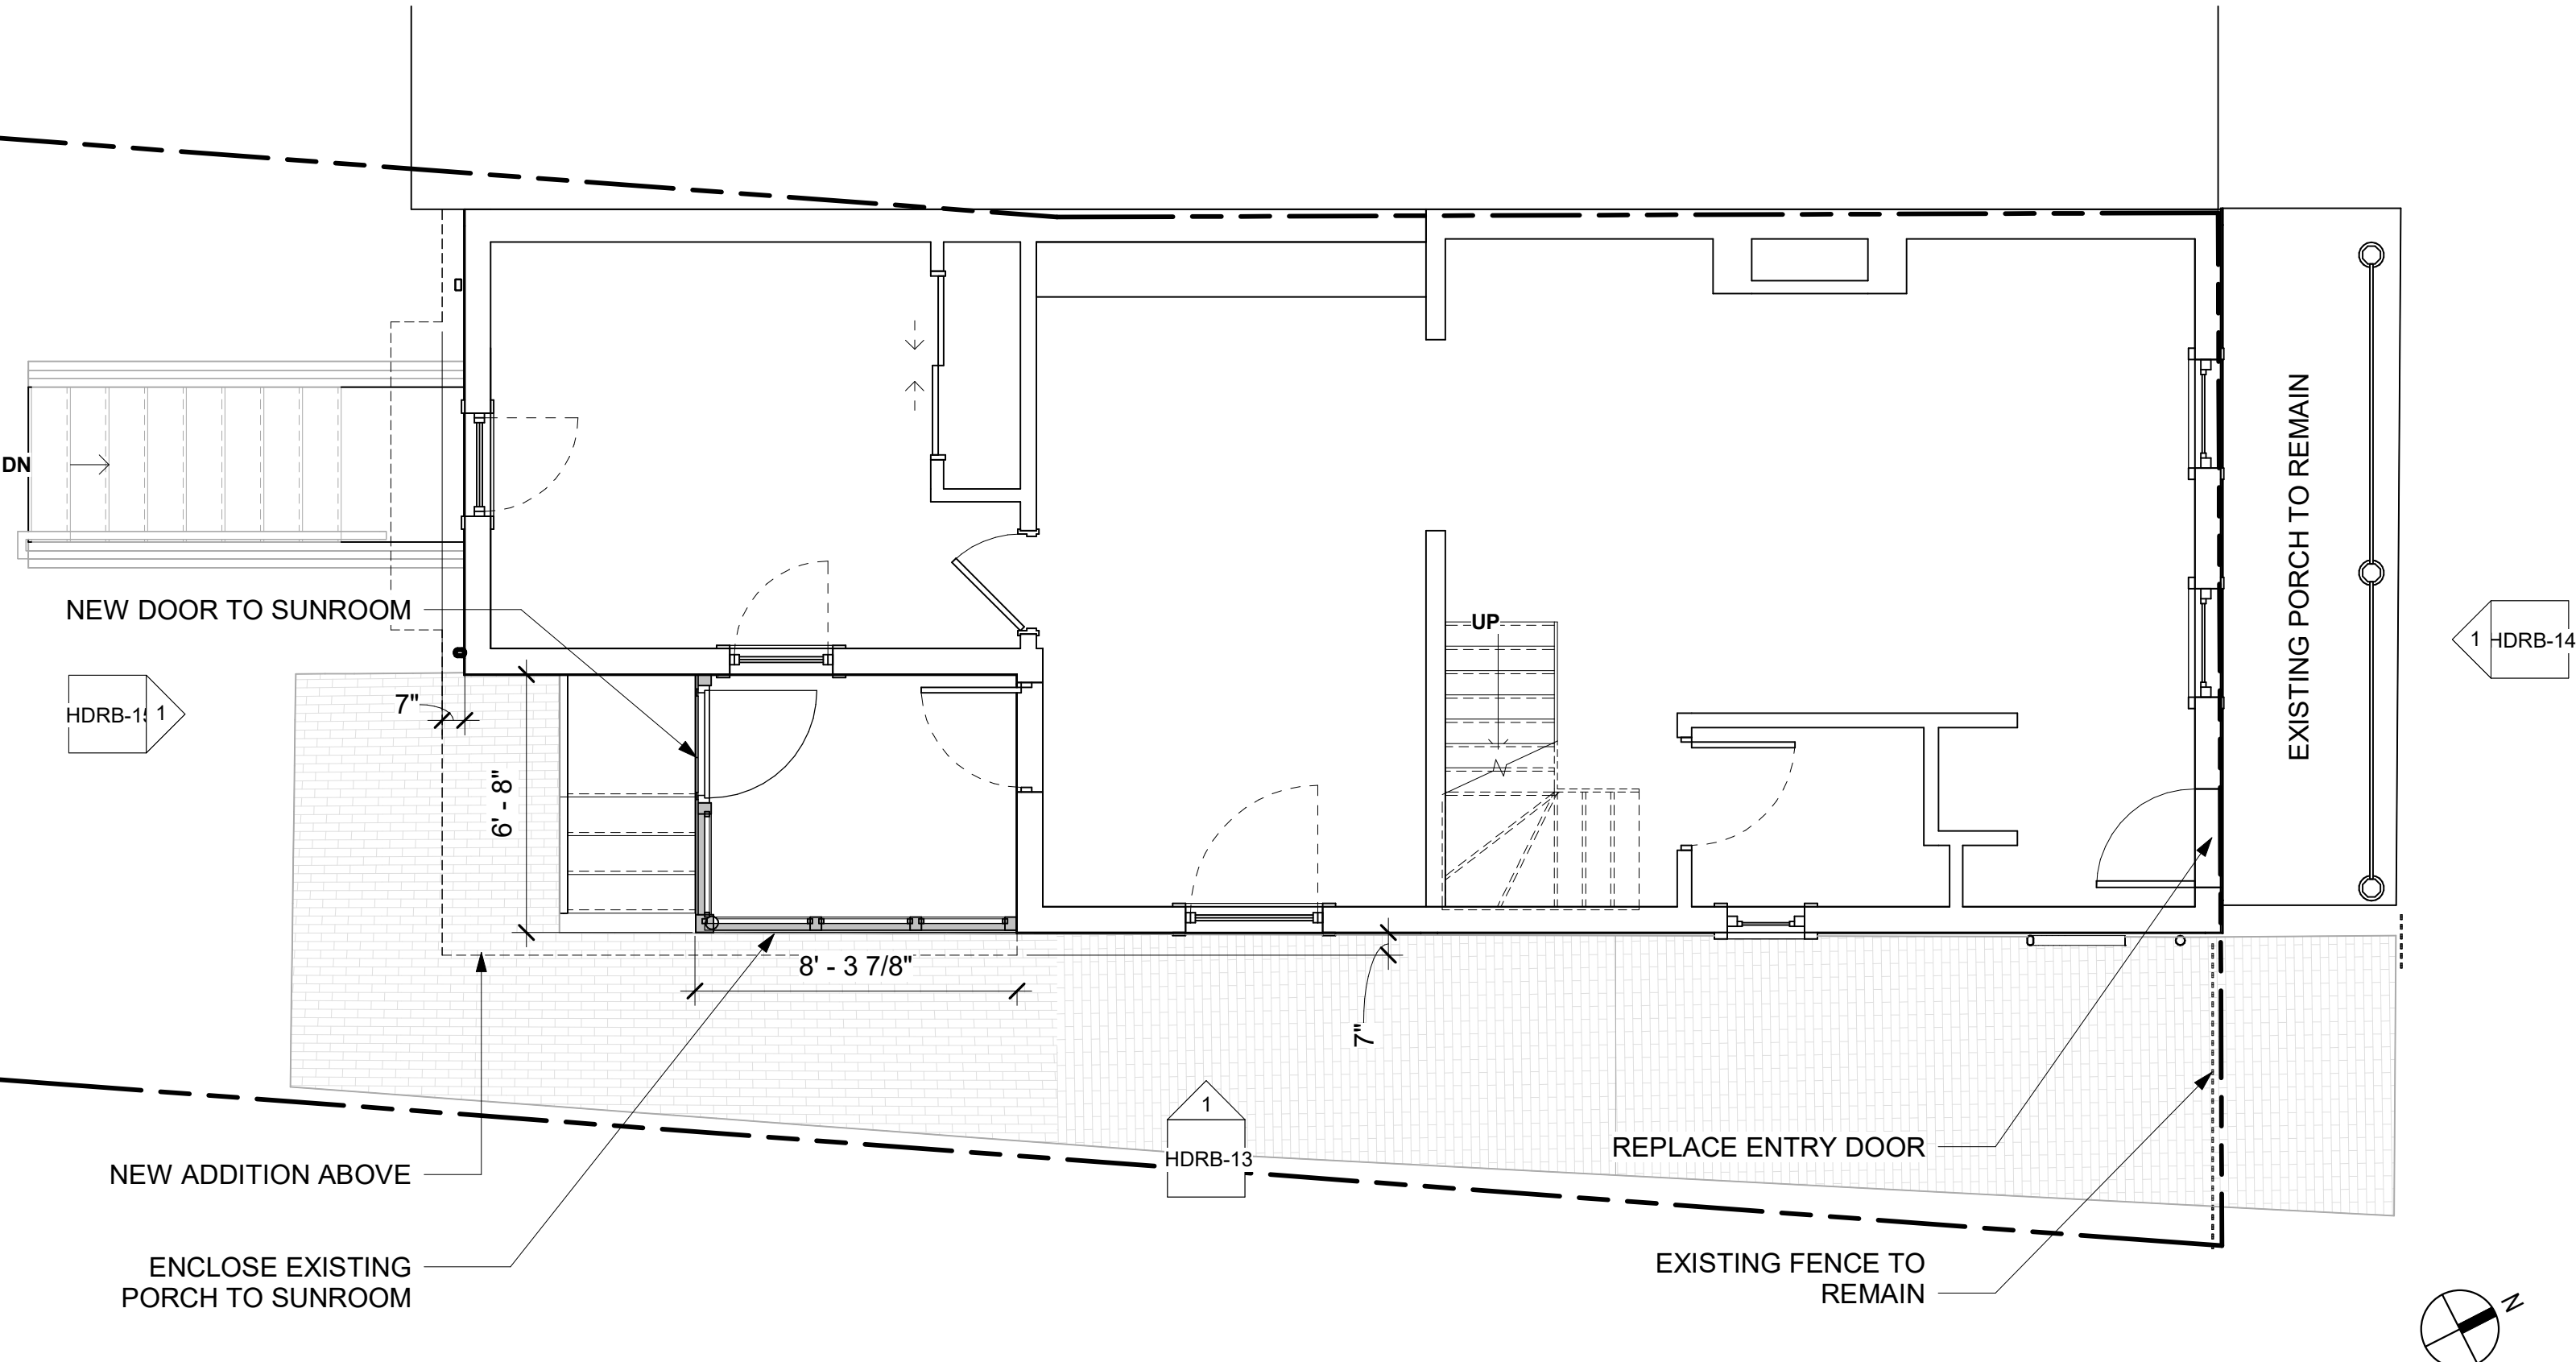 EXISTING PORCH TO REMAIN
DN
NEW DOOR TO SUNROOM
UP
1
HDRB-14
7"
HDRB-15
1
6' - 8"
8' - 3 7/8"
7"
1
HDRB-13
REPLACE ENTRY DOOR
NEW ADDITION ABOVE
ENCLOSE EXISTING
PORCH TO SUNROOM
EXISTING FENCE TO
REMAIN
N